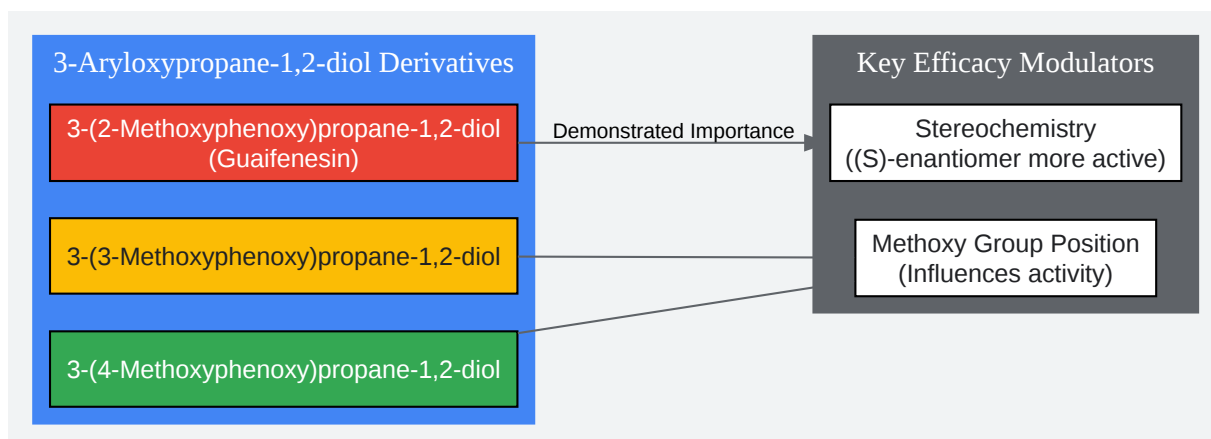 3-Aryloxypropane-1,2-diol Derivatives
3-(2-Methoxyphenoxy)propane-1,2-diol
(Guaifenesin)
3-(3-Methoxyphenoxy)propane-1,2-diol
3-(4-Methoxyphenoxy)propane-1,2-diol
Demonstrated Importance
Key Efficacy Modulators
Stereochemistry
((S)-enantiomer more active)
Methoxy Group Position
(Influences activity)